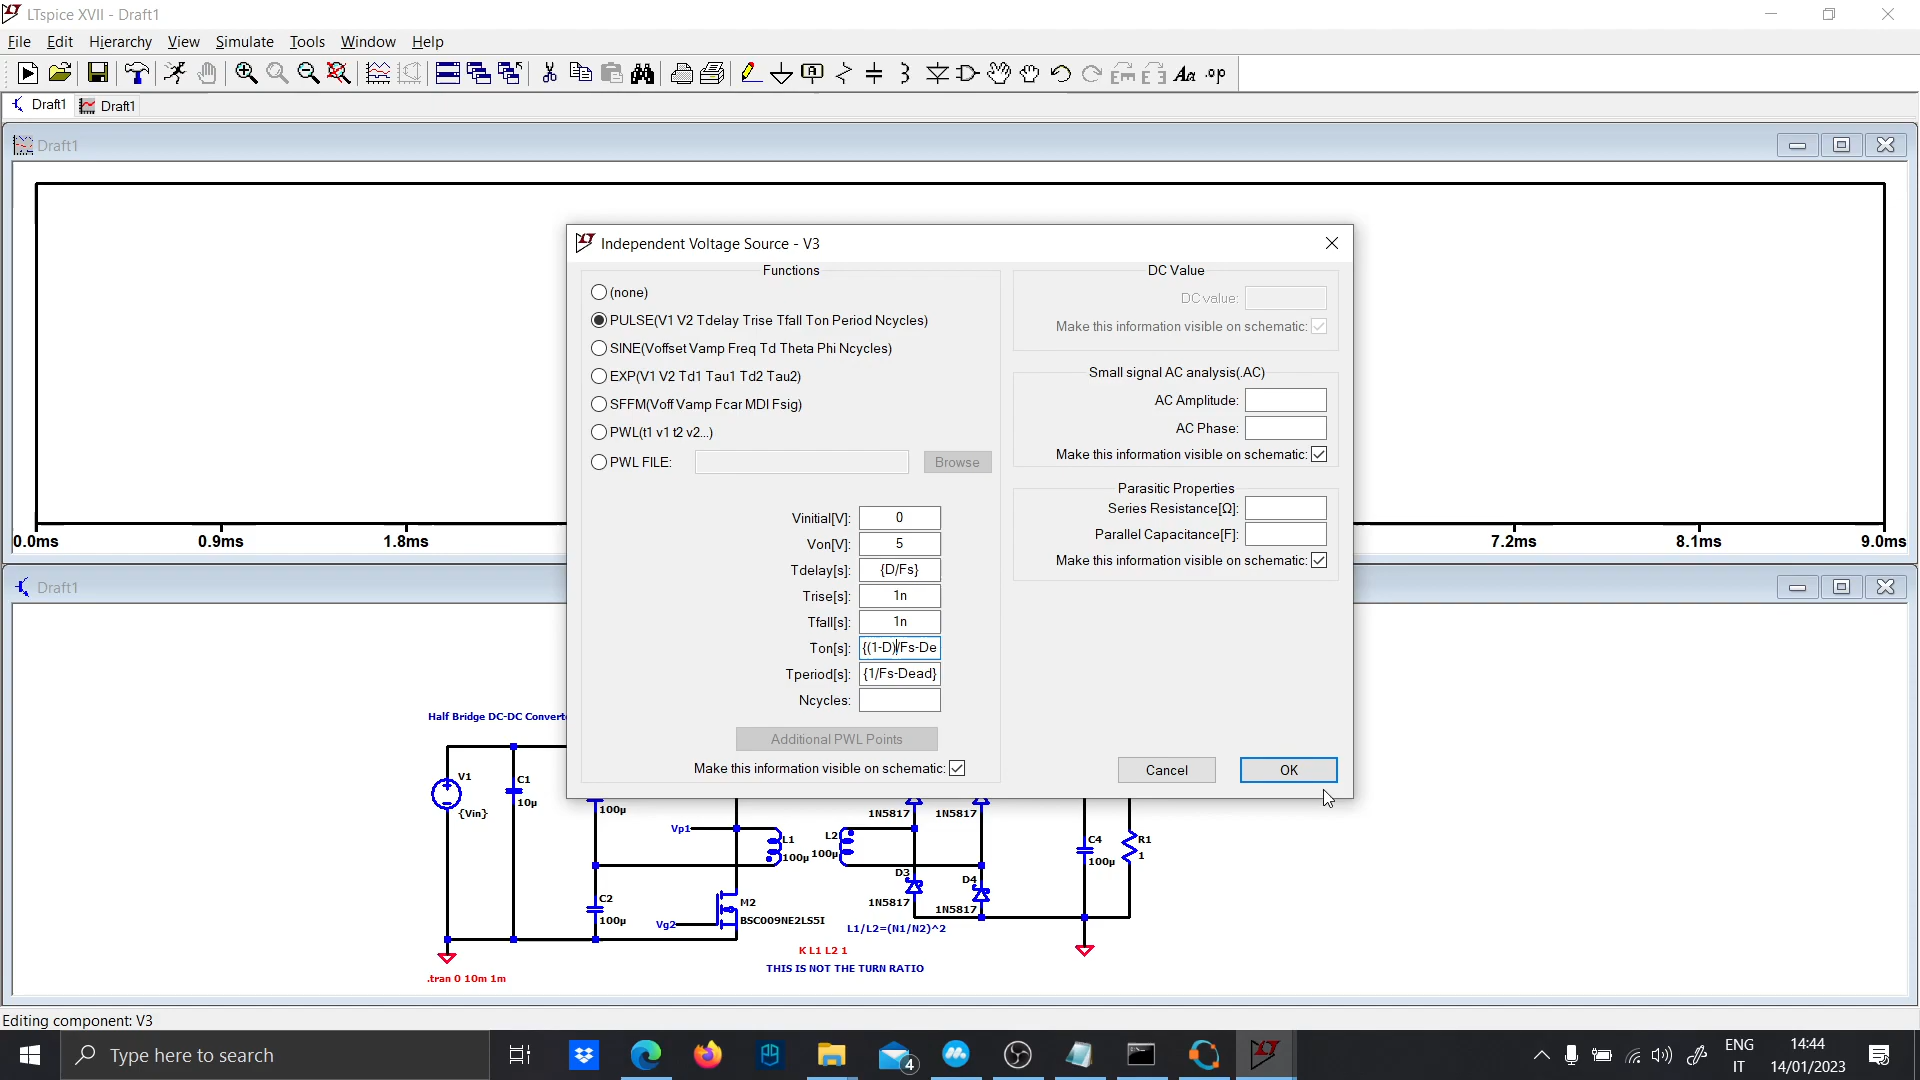 LTspice XVII - Draft1
File Edit Hierarchy View Simulate Tools Window Help
Aa .op
Draft1 Draft1
Draft1
0.0ms 0.9ms 1.8ms 7.2ms 8.1ms 9.0ms
Independent Voltage Source - V3
Functions
(none)
PULSE(V1 V2 Tdelay Trise Tfall Ton Period Ncycles)
SINE(Voffset Vamp Freq Td Theta Phi Ncycles)
EXP(V1 V2 Td1 Tau1 Td2 Tau2)
SFFM(Voff Vamp Fcar MDI Fsig)
PWL(t1 v1 t2 v2...)
PWL FILE: Browse
Vinitial[V]: 0
Von[V]: 5
Tdelay[s]: {D/Fs}
Trise[s]: 1n
Tfall[s]: 1n
Ton[s]: {(1-D)/Fs-De
Tperiod[s]: {1/Fs-Dead}
Ncycles:
Additional PWL Points
Make this information visible on schematic:
DC Value
DC value:
Make this information visible on schematic:
Small signal AC analysis(.AC)
AC Amplitude:
AC Phase:
Make this information visible on schematic:
Parasitic Properties
Series Resistance[Ω]:
Parallel Capacitance[F]:
Make this information visible on schematic:
Cancel OK
Draft1
Half Bridge DC-DC Converte
V1
{Vin}
C1
10µ
100µ
Vp1
L1
100µ
L2
100µ
1N5817
1N5817
C4
100µ
R1
1
C2
100µ
Vg2
M2
BSC009NE2LS5I
D3
1N5817
D4
1N5817
L1/L2=(N1/N2)^2
K L1 L2 1
THIS IS NOT THE TURN RATIO
.tran 0 10m 1m
Editing component: V3
Type here to search
4
ENG
IT
14:44
14/01/2023